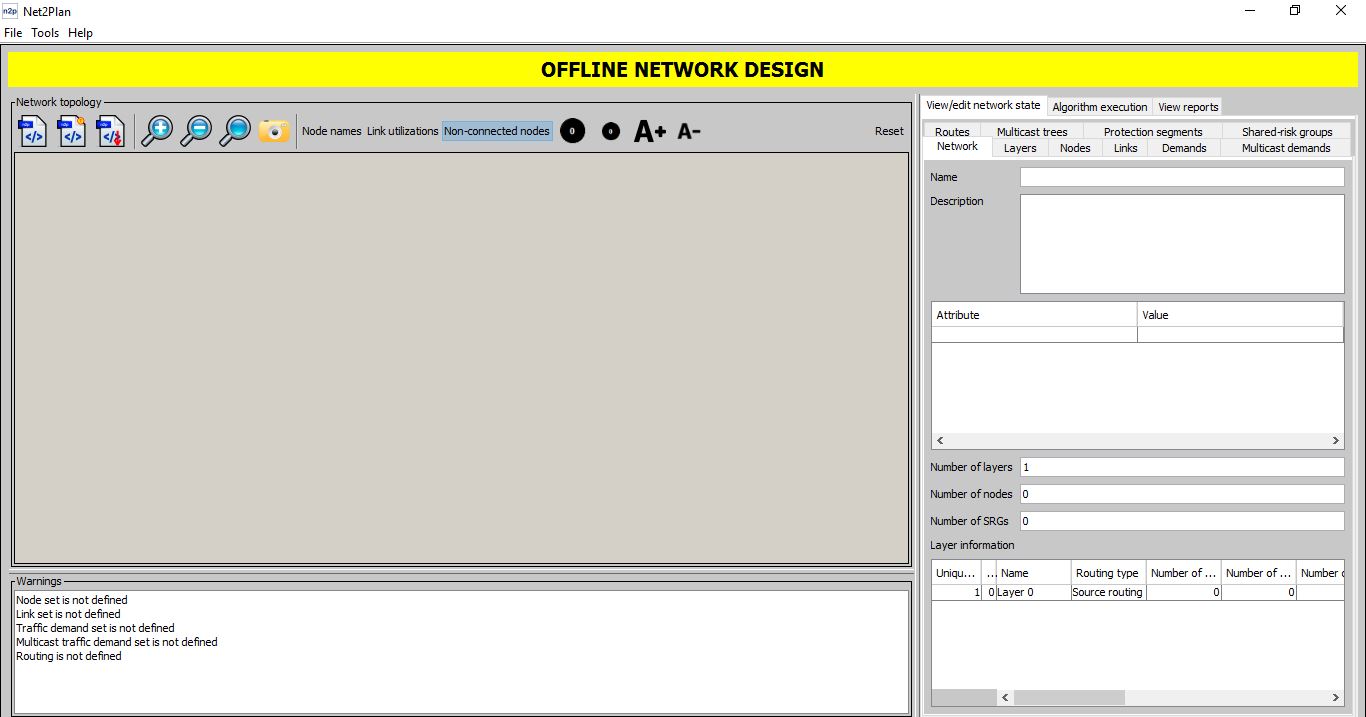 n2p Net2Plan
File Tools Help
OFFLINE NETWORK DESIGN
Network topology
n2p </> n2p </> n2p </> Node names Link utilizations Non-connected nodes 0 0 A+ A- Reset
Warnings
Node set is not defined
Link set is not defined
Traffic demand set is not defined
Multicast traffic demand set is not defined
Routing is not defined
View/edit network state Algorithm execution View reports
Routes Multicast trees Protection segments Shared-risk groups
Network Layers Nodes Links Demands Multicast demands
Name
Description
Attribute Value
Number of layers 1
Number of nodes 0
Number of SRGs 0
Layer information
Uniqu... ... Name Routing type Number of ... Number of ... Number
1 0 Layer 0 Source routing 0 0